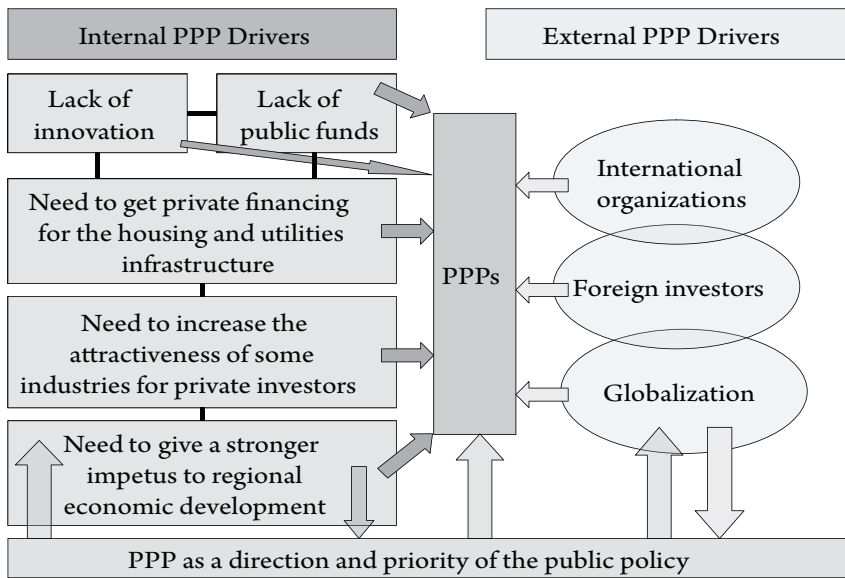 Internal PPP Drivers
External PPP Drivers
Lack of
innovation
Lack of
public funds
Need to get private financing
for the housing and utilities
infrastructure
Need to increase the
attractiveness of some
industries for private investors
Need to give a stronger
impetus to regional
economic development
PPPs
International
organizations
Foreign investors
Globalization
PPP as a direction and priority of the public policy